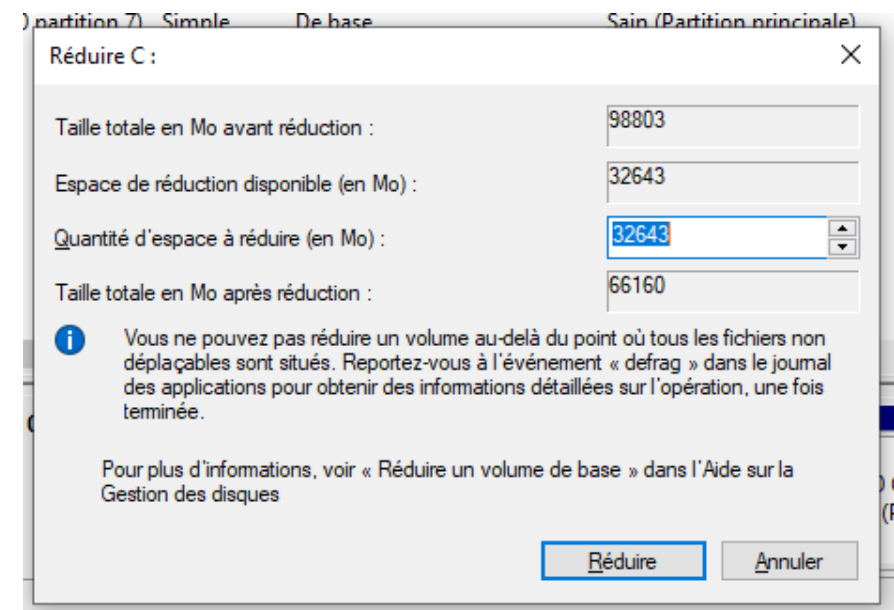 partition 7) Simple De base Sain (Partition principale)
Réduire C :
Taille totale en Mo avant réduction : 98803
Espace de réduction disponible (en Mo) : 32643
Quantité d'espace à réduire (en Mo) : 32643
Taille totale en Mo après réduction : 66160
Vous ne pouvez pas réduire un volume au-delà du point où tous les fichiers non
déplaçables sont situés. Reportez-vous à l'événement « defrag » dans le journal
des applications pour obtenir des informations détaillées sur l'opération, une fois
terminée.
Pour plus d'informations, voir « Réduire un volume de base » dans l'Aide sur la
Gestion des disques
Réduire Annuler